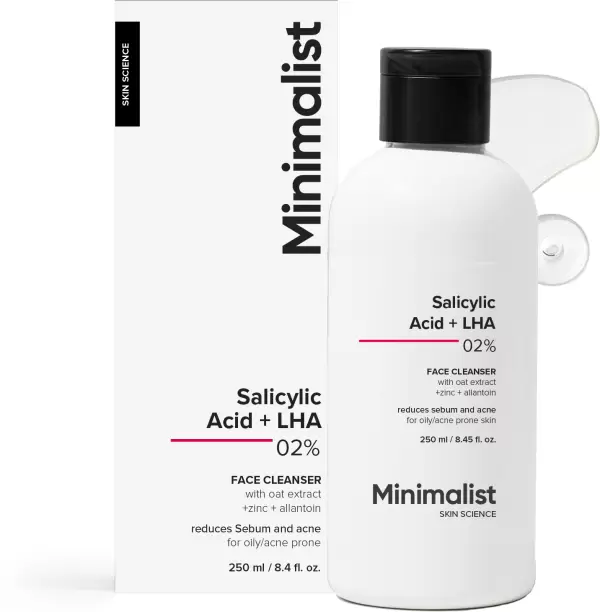 SKIN SCIENCE
Minimalist
Salicylic
Acid + LHA
02%
FACE CLEANSER
with oat extract
+zinc + allantoin
reduces Sebum and acne
for oily/acne prone
250 ml / 8.4 fl. oz.
Salicylic
Acid + LHA
02%
FACE CLEANSER
with oat extract
+zinc + allantoin
reduces sebum and acne
for oily/acne prone skin
250 ml / 8.45 fl. oz.
Minimalist
SKIN SCIENCE